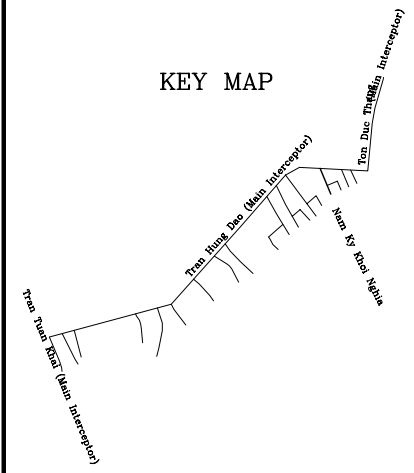 KEY MAP
Ton Duc Thang (Main Interceptor)
Tran Hung Dao (Main Interceptor)
Nam Ky Khoi Nghia
Tran Tuan Khai (Main Interceptor)